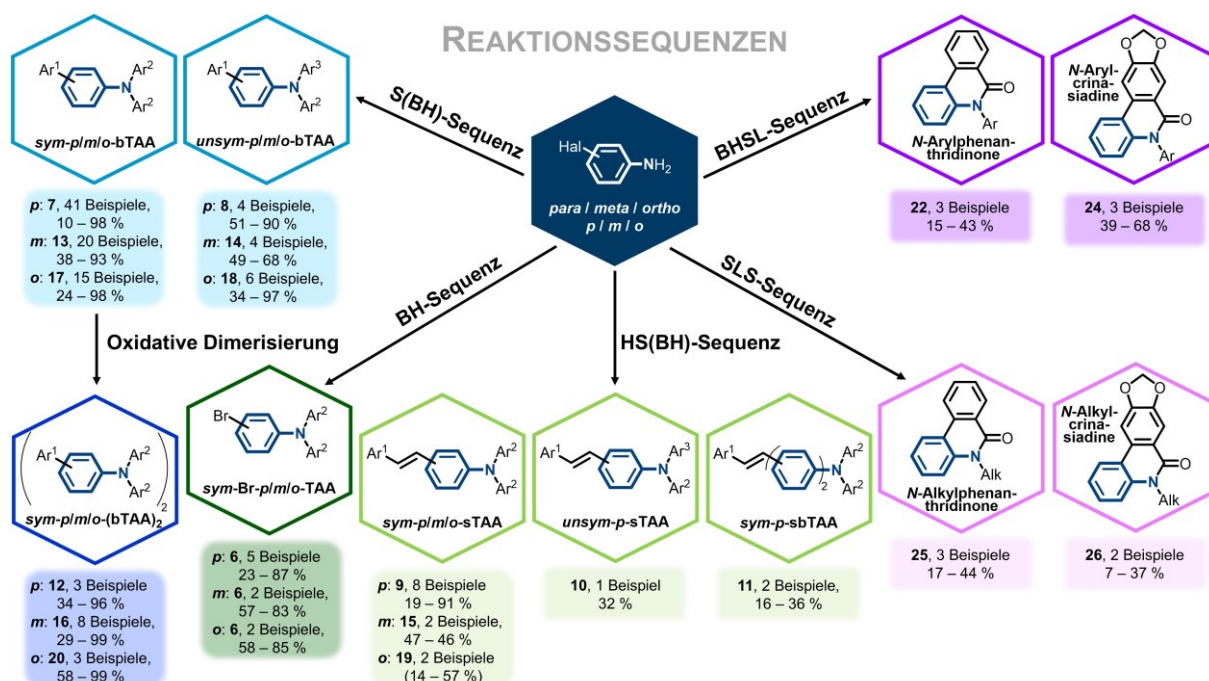 REAKTIONSSEQUENZEN
Ar¹
N
Ar²
Ar²
sym-p/m/o-bTAA
Ar¹
N
Ar³
Ar²
unsym-p/m/o-bTAA
p: 7, 41 Beispiele,
10 – 98 %
m: 13, 20 Beispiele,
38 – 93 %
o: 17, 15 Beispiele,
24 – 98 %
p: 8, 4 Beispiele,
51 – 90 %
m: 14, 4 Beispiele,
49 – 68 %
o: 18, 6 Beispiele,
34 – 97 %
S(BH)-Sequenz
Hal
NH₂
para / meta / ortho
p / m / o
BHSL-Sequenz
O
N
Ar
N-Arylphenan-
thridinone
O
O
N-Aryl-
crina-
siadine
O
N
Ar
22, 3 Beispiele
15 – 43 %
24, 3 Beispiele
39 – 68 %
Oxidative Dimerisierung
BH-Sequenz
HS(BH)-Sequenz
SLS-Sequenz
Ar¹
N
Ar²
Ar²
2
sym-p/m/o-(bTAA)₂
p: 12, 3 Beispiele
34 – 96 %
m: 16, 8 Beispiele,
29 – 99 %
o: 20, 3 Beispiele,
58 – 99 %
Br
N
Ar²
Ar²
sym-Br-p/m/o-TAA
p: 6, 5 Beispiele
23 – 87 %
m: 6, 2 Beispiele,
57 – 83 %
o: 6, 2 Beispiele,
58 – 85 %
Ar¹
N
Ar²
Ar²
sym-p/m/o-sTAA
p: 9, 8 Beispiele
19 – 91 %
m: 15, 2 Beispiele,
47 – 46 %
o: 19, 2 Beispiele
(14 – 57 %)
Ar¹
N
Ar³
Ar²
unsym-p-sTAA
10, 1 Beispiel
32 %
Ar¹
2
N
Ar²
Ar²
sym-p-sbTAA
11, 2 Beispiele,
16 – 36 %
O
N
Alk
N-Alkylphenan-
thridinone
25, 3 Beispiele
17 – 44 %
O
O
N-Alkyl-
crina-
siadine
O
N
Alk
26, 2 Beispiele
7 – 37 %